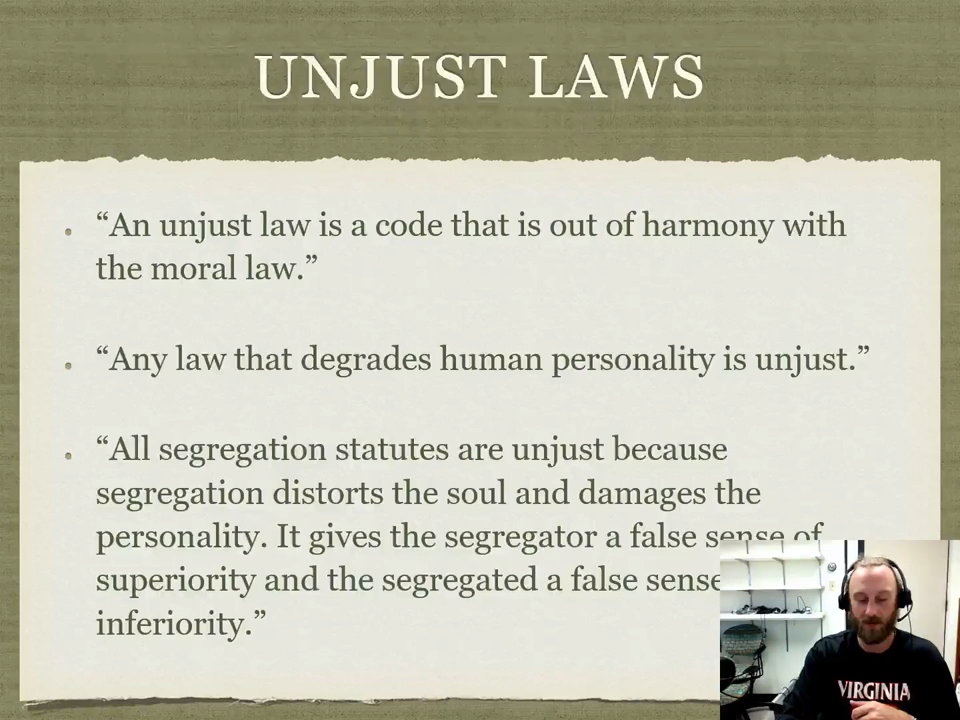 UNJUST LAWS
“An unjust law is a code that is out of harmony with
the moral law.”
“Any law that degrades human personality is unjust.”
“All segregation statutes are unjust because
segregation distorts the soul and damages the
personality. It gives the segregator a false sense of
superiority and the segregated a false sense
inferiority.”
VIRGINIA